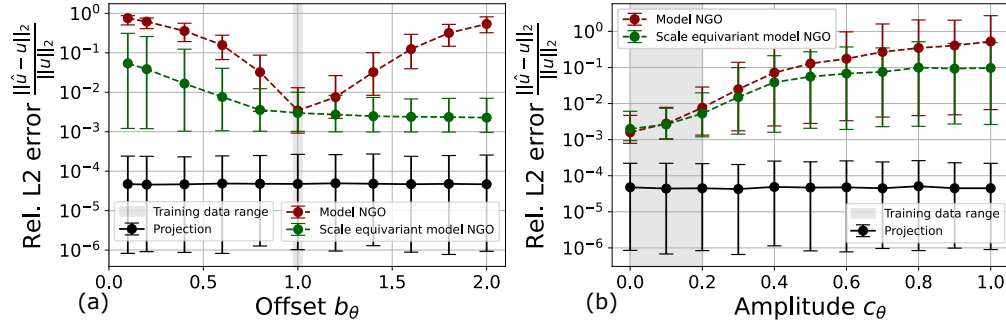 Rel. L2 error ||û − u||₂ / ||u||₂
10⁰
10⁻¹
10⁻²
10⁻³
10⁻⁴
10⁻⁵
10⁻⁶
Training data range
Projection
Model NGO
Scale equivariant model NGO
0.0 0.5 1.0 1.5 2.0
(a) Offset b_θ
Rel. L2 error ||û − u||₂ / ||u||₂
Model NGO
Scale equivariant model NGO
10⁰
10⁻¹
10⁻²
10⁻³
10⁻⁴
10⁻⁵
10⁻⁶
Training data range
Projection
0.0 0.2 0.4 0.6 0.8 1.0
(b) Amplitude c_θ